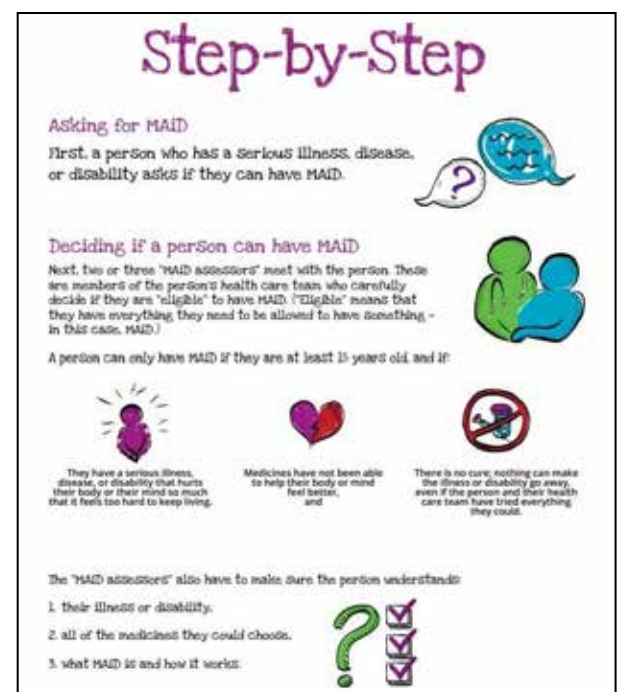 Step-by-Step
Asking for MAiD
First, a person who has a serious illness, disease,
or disability asks if they can have MAiD.
?
Deciding if a person can have MAiD
Next, two or three "MAiD assessors" meet with the person. These
are members of the person's health care team who carefully
decide if they are "eligible" to have MAiD. ("Eligible" means that
they have everything they need to be allowed to have something –
in this case, MAiD.)
A person can only have MAiD if they are at least years old, and if:
They have a serious illness,
disease, or disability that hurts
their body or their mind so much
that it feels too hard to keep living.
Medicines have not been able
to help their body or mind
feel better,
and
There is no cure; nothing can make
the illness or disability go away,
even if the person and their health
care team have tried everything
they could.
The "MAiD assessors" also have to make sure the person understands:
1. their illness or disability,
2. all of the medicines they could choose,
3. what MAiD is and how it works.
?